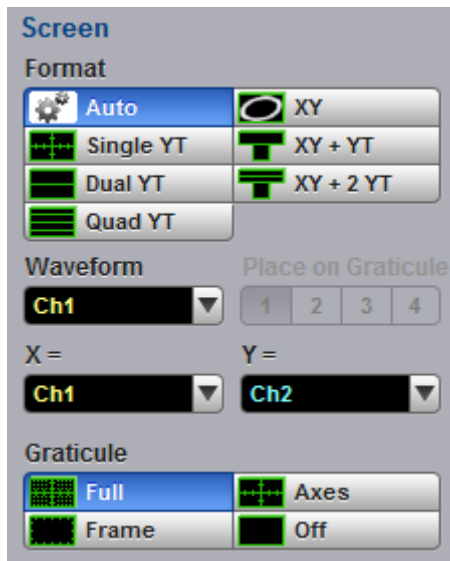 Screen
Format
Auto XY
Single YT XY + YT
Dual YT XY + 2 YT
Quad YT
Waveform Place on Graticule
Ch1 1 2 3 4
X = Y =
Ch1 Ch2
Graticule
Full Axes
Frame Off